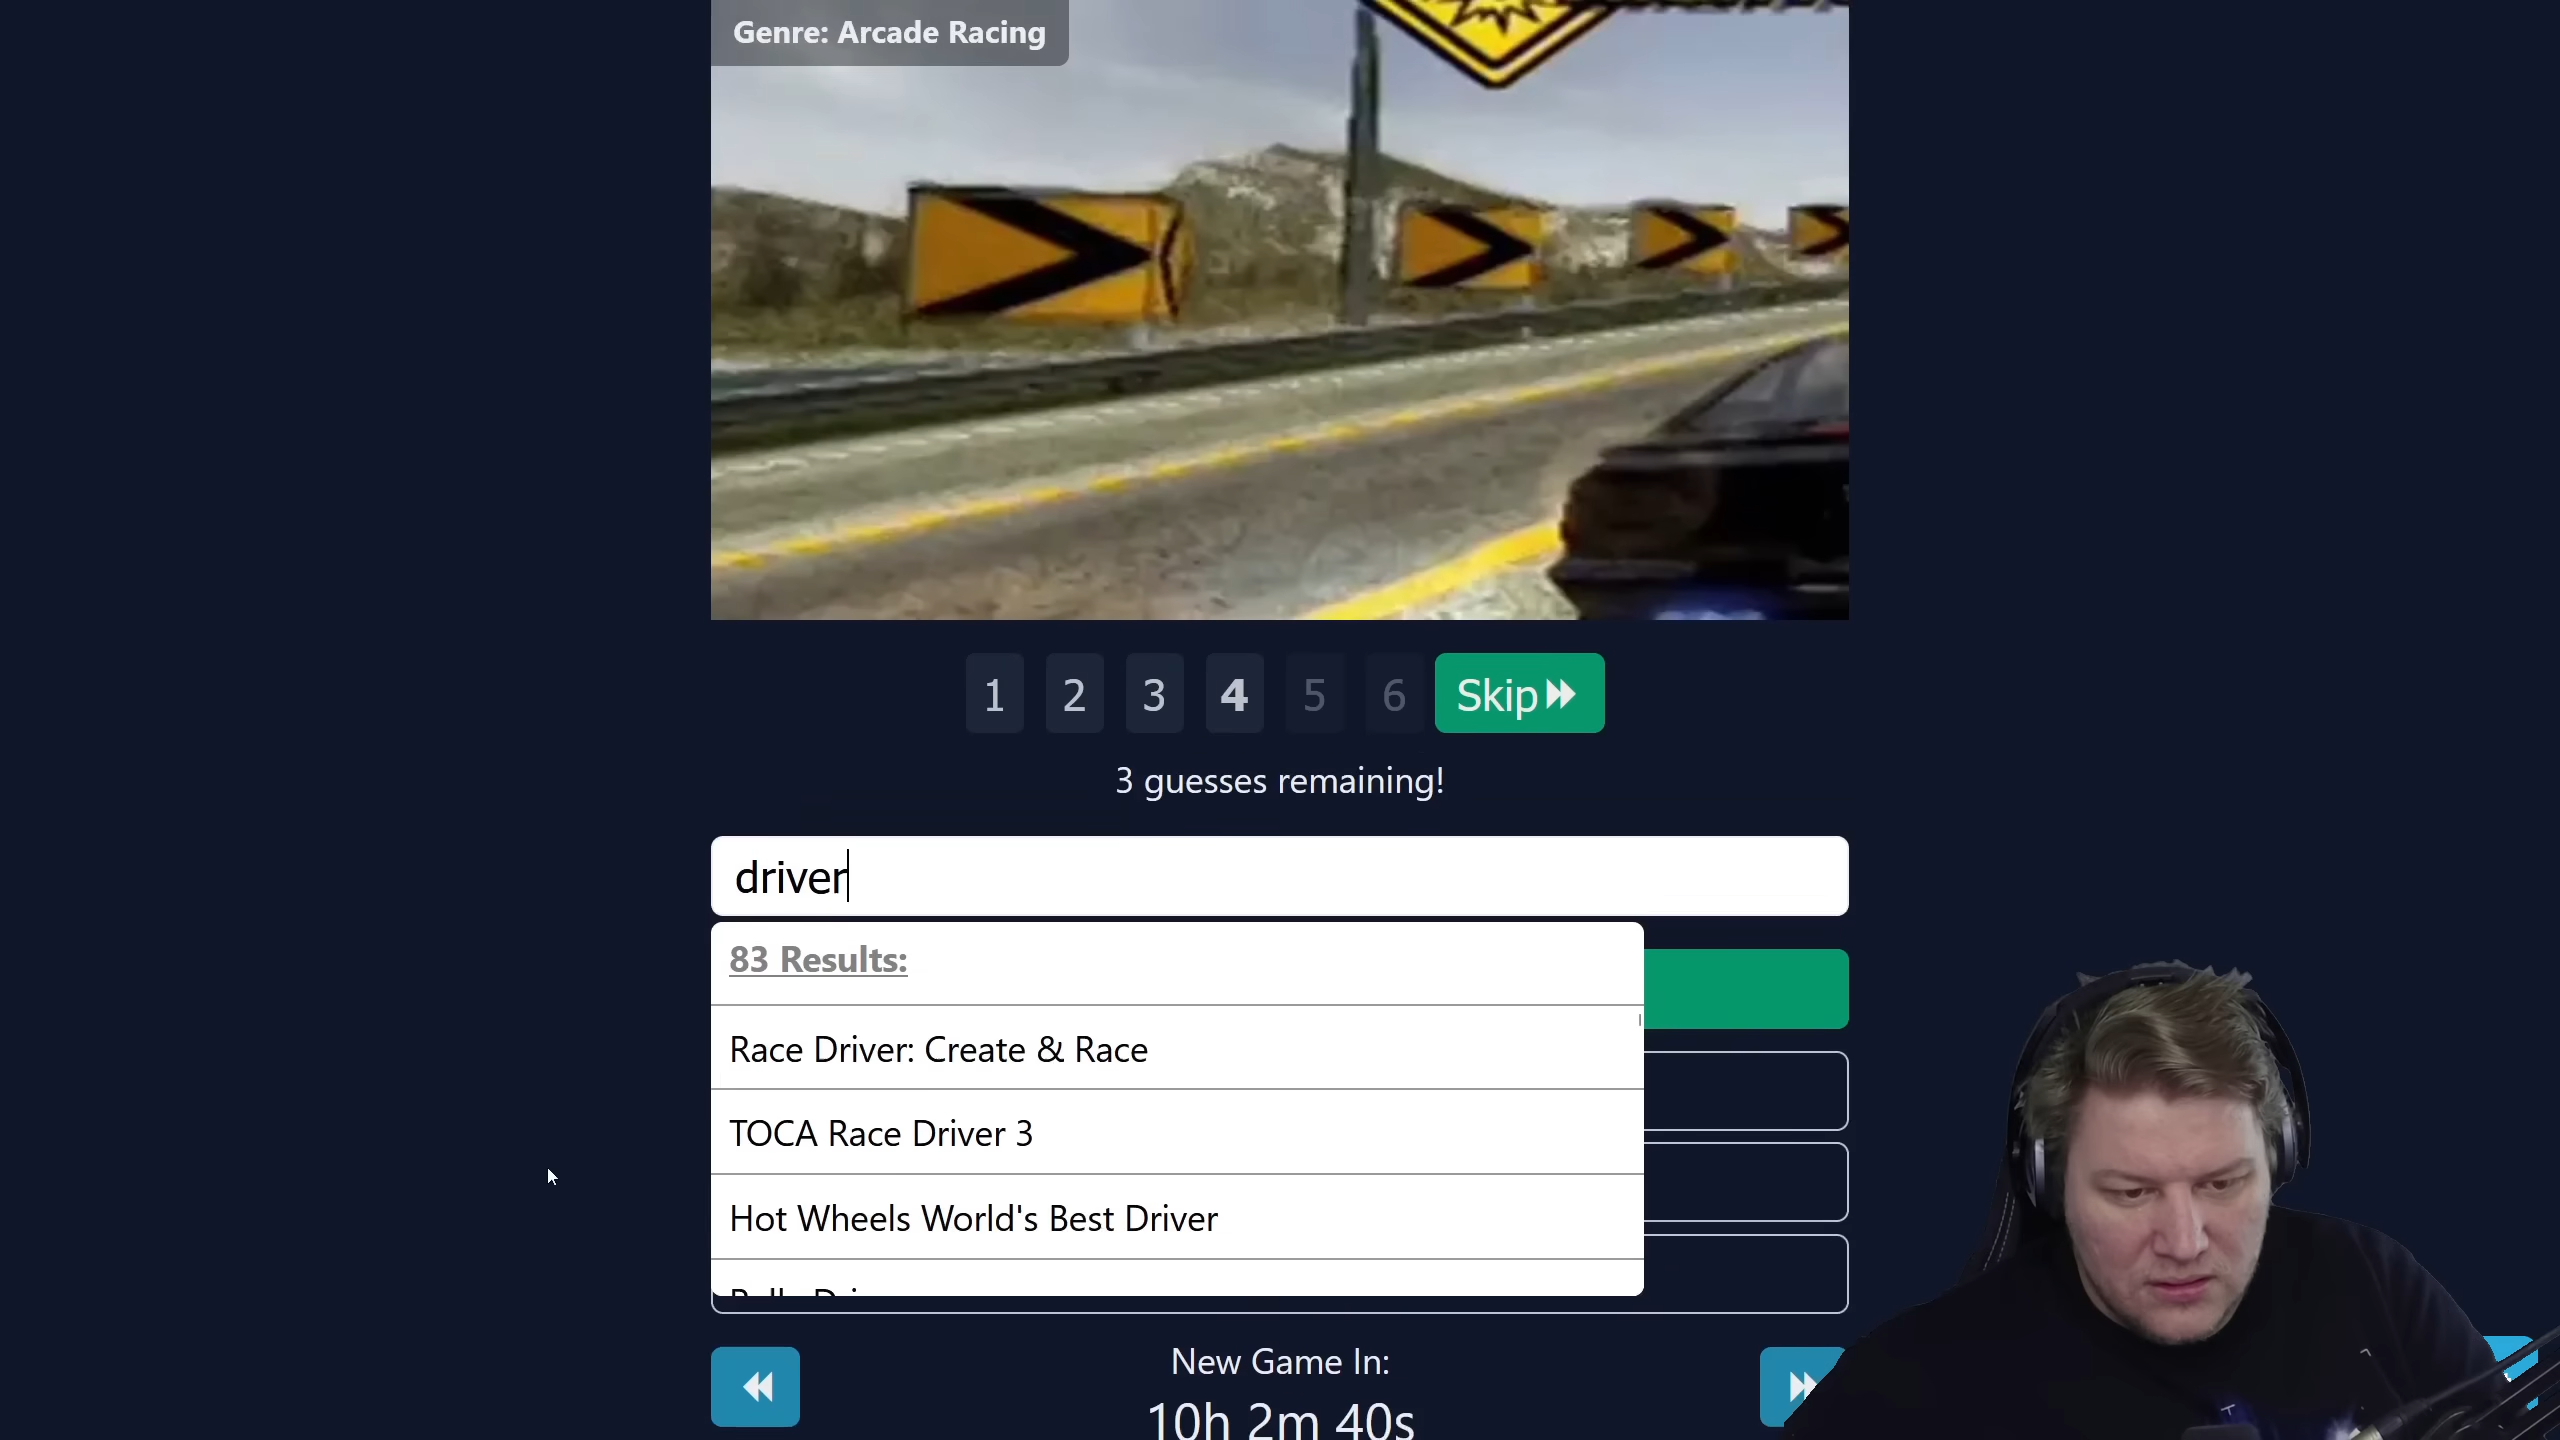 Genre: Arcade Racing
1 2 3 4 5 6 Skip
3 guesses remaining!
driver
83 Results:
Race Driver: Create & Race
TOCA Race Driver 3
Hot Wheels World's Best Driver
New Game In:
10h 2m 40s